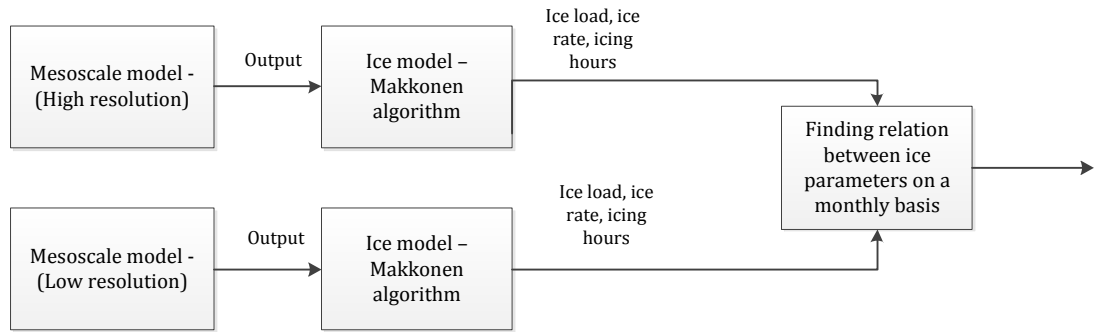 Mesoscale model -
(High resolution)
Output
Ice model –
Makkonen
algorithm
Ice load, ice
rate, icing
hours
Finding relation
between ice
parameters on a
monthly basis
Mesoscale model -
(Low resolution)
Output
Ice model –
Makkonen
algorithm
Ice load, ice
rate, icing
hours